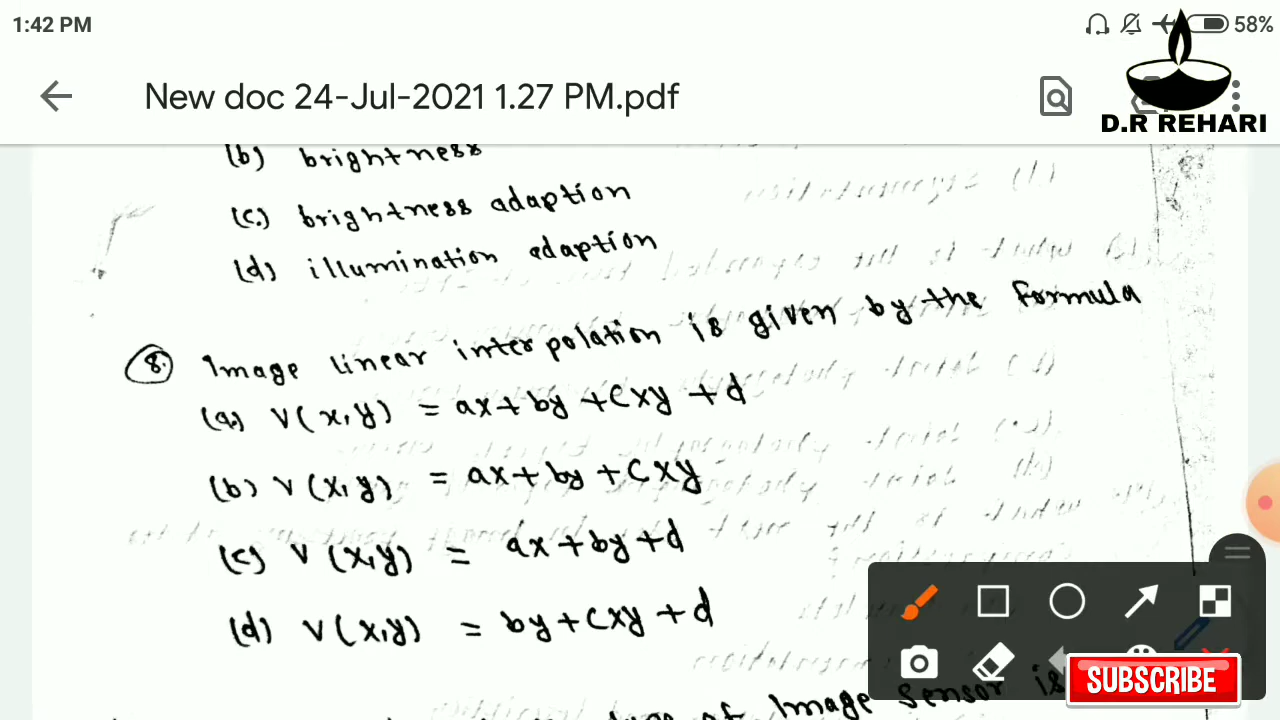 1:42 PM
58%
New doc 24-Jul-2021 1.27 PM.pdf
D.R REHARI
(b) brightness
(c.) brightness adaption
(d) illumination adaption
8. Image linear interpolation is given by the formula
(a.) V(x,y) = ax+by+cxy+d
(b) V(x,y) = ax+by+cxy
(c) V(x,y) = ax+by+d
(d) V(x,y) = by+cxy+d
of Image sensor is
SUBSCRIBE